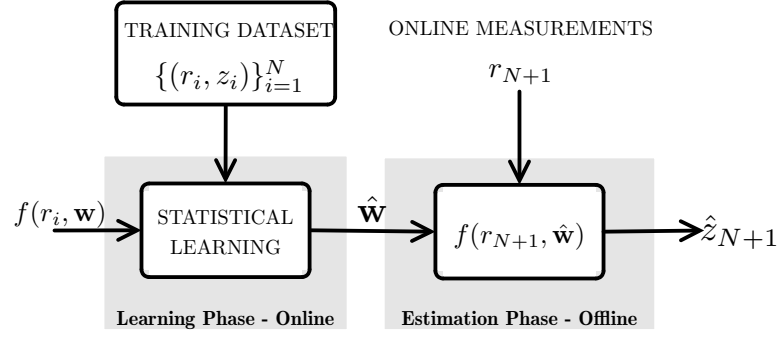 TRAINING DATASET
{(r_i, z_i)}_{i=1}^N
ONLINE MEASUREMENTS
r_{N+1}
f(r_i, w)
STATISTICAL
LEARNING
ŵ
f(r_{N+1}, ŵ)
ẑ_{N+1}
Learning Phase - Online
Estimation Phase - Offline